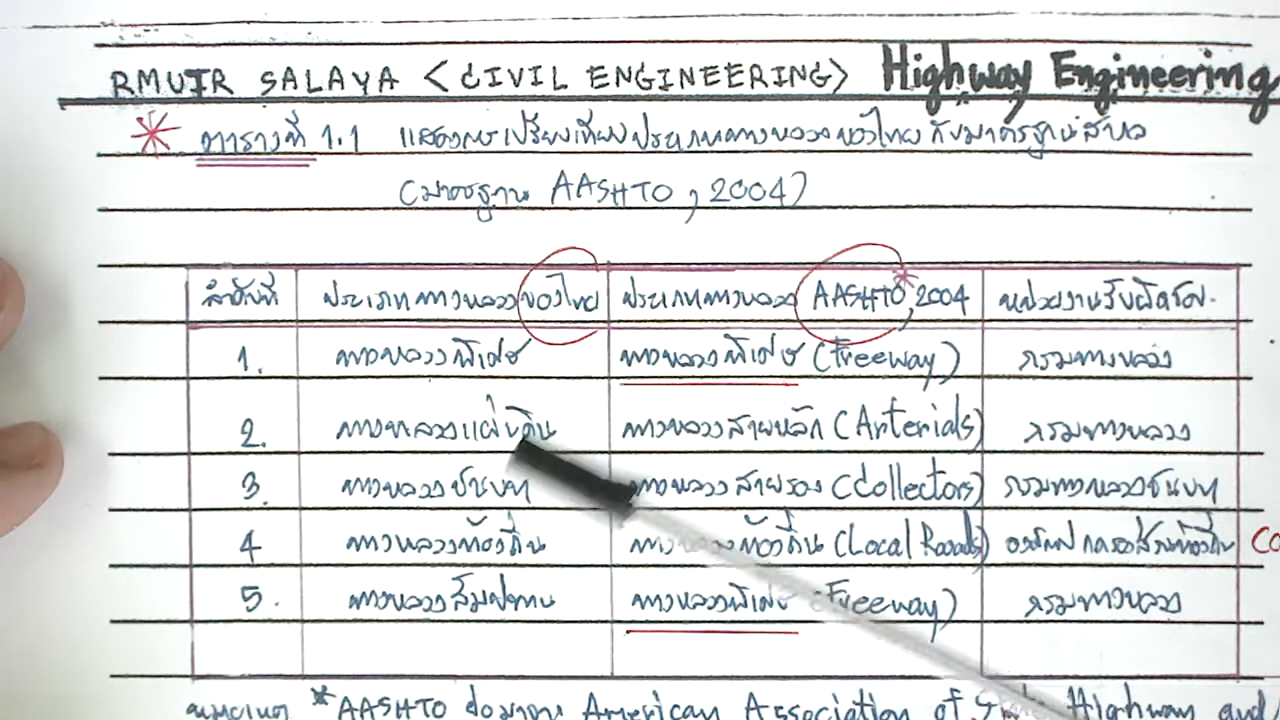 RMUTR SALAYA <CIVIL ENGINEERING> Highway Engineering
* ตารางที่ 1.1 แสดงการเปรียบเทียบประเภททางหลวงของไทยกับมาตรฐานสากล
(มาตรฐาน AASHTO, 2004)
ลำดับที่ ประเภททางหลวงของไทย ประเภททางหลวง AASHTO*, 2004 หน่วยงานรับผิดชอบ
1. ทางหลวงพิเศษ ทางหลวงพิเศษ (Freeway) กรมทางหลวง
2. ทางหลวงแผ่นดิน ทางหลวงสายหลัก (Arterials) กรมทางหลวง
3. ทางหลวงชนบท ทางหลวงสายรอง (Collectors) กรมทางหลวงชนบท
4 ทางหลวงท้องถิ่น ทางหลวงท้องถิ่น (Local Roads) องค์กรปกครองส่วนท้องถิ่น
5. ทางหลวงสัมปทาน ทางหลวงพิเศษ (Freeway) กรมทางหลวง
หมายเหตุ *AASHTO ย่อมาจาก American Association of State Highway and